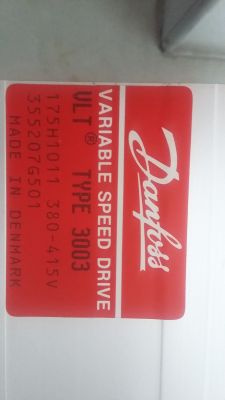 Danfoss
VARIABLE SPEED DRIVE
VLT ® TYPE 3003
175H1011 380-415V
355207G501
MADE IN DENMARK